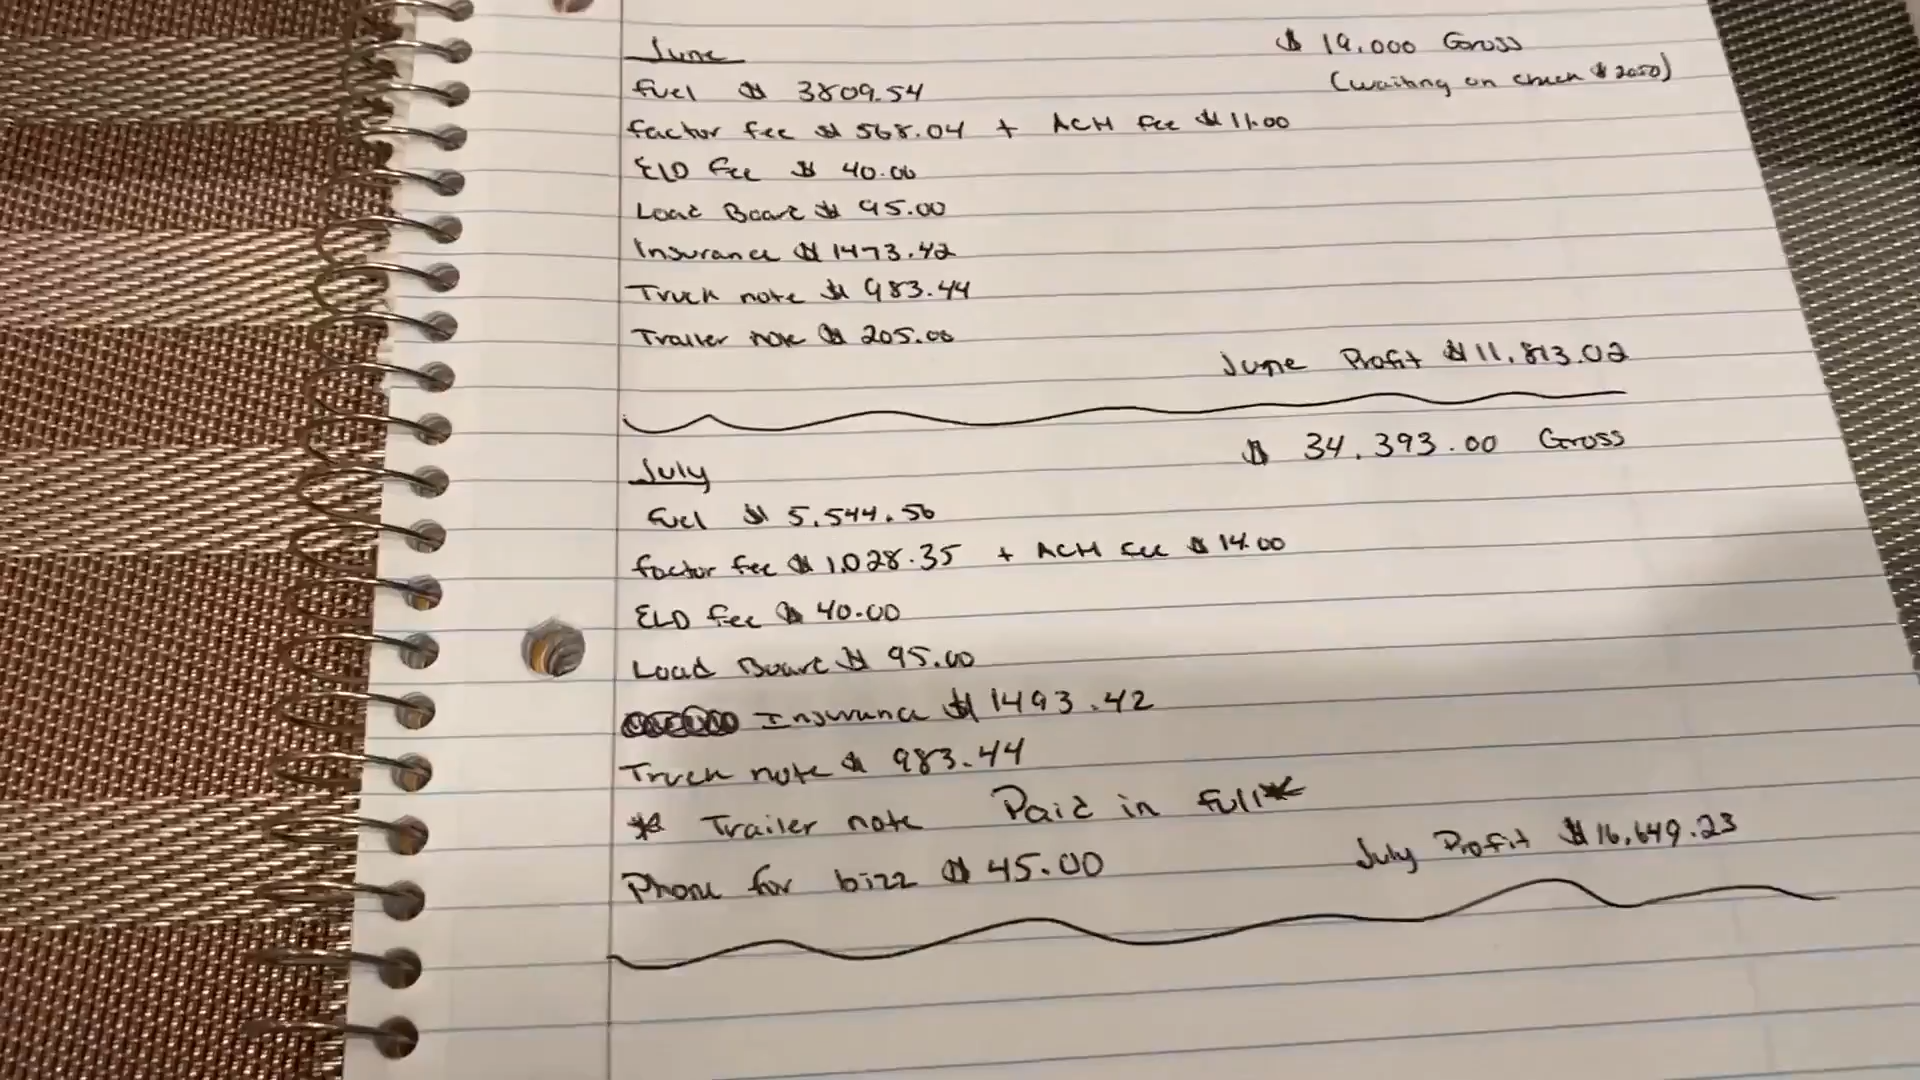 June
$ 19,000 Gross
(waiting on check $ 2050)
fuel $ 3809.54
factor fee $ 568.04 + ACH fee $ 11.00
ELD fee $ 40.00
Load Board $ 95.00
Insurance $ 1473.42
Truck note $ 983.44
Trailer note $ 205.00
June Profit $ 11,813.02
$ 34,393.00 Gross
July
fuel $ 5,544.56
factor fee $ 1,028.35 + ACH fee $ 14.00
ELD fee $ 40.00
Load Board $ 95.00
Insurance $ 1493.42
Truck note $ 983.44
* Trailer note Paid in full *
Phone for bizz $ 45.00
July Profit $ 16,649.23